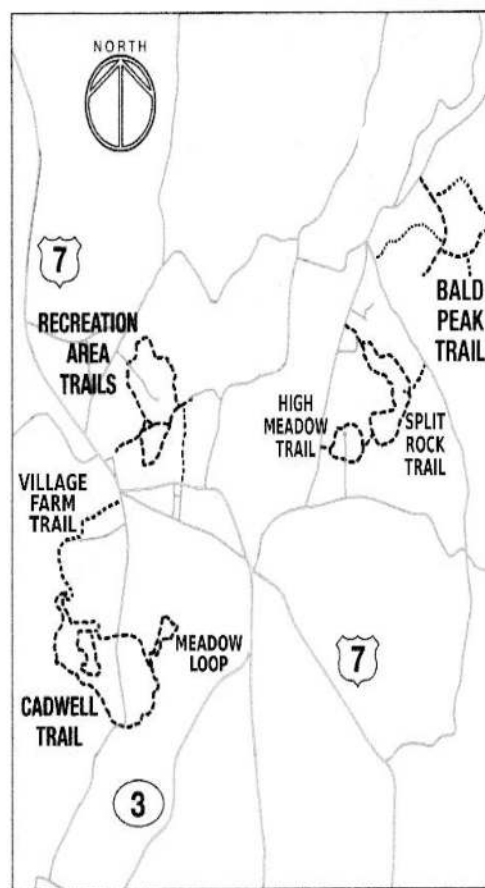 NORTH
7
BALD
PEAK
TRAIL
RECREATION
AREA
TRAILS
HIGH
MEADOW
TRAIL
SPLIT
ROCK
TRAIL
VILLAGE
FARM
TRAIL
MEADOW
LOOP
7
CADWELL
TRAIL
3